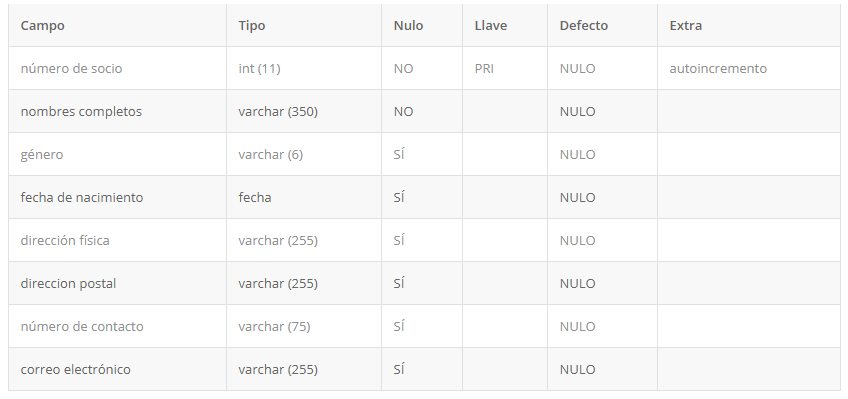 Campo Tipo Nulo Llave Defecto Extra
número de socio int (11) NO PRI NULO autoincremento
nombres completos varchar (350) NO NULO
género varchar (6) SÍ NULO
fecha de nacimiento fecha SÍ NULO
dirección física varchar (255) SÍ NULO
direccion postal varchar (255) SÍ NULO
número de contacto varchar (75) SÍ NULO
correo electrónico varchar (255) SÍ NULO